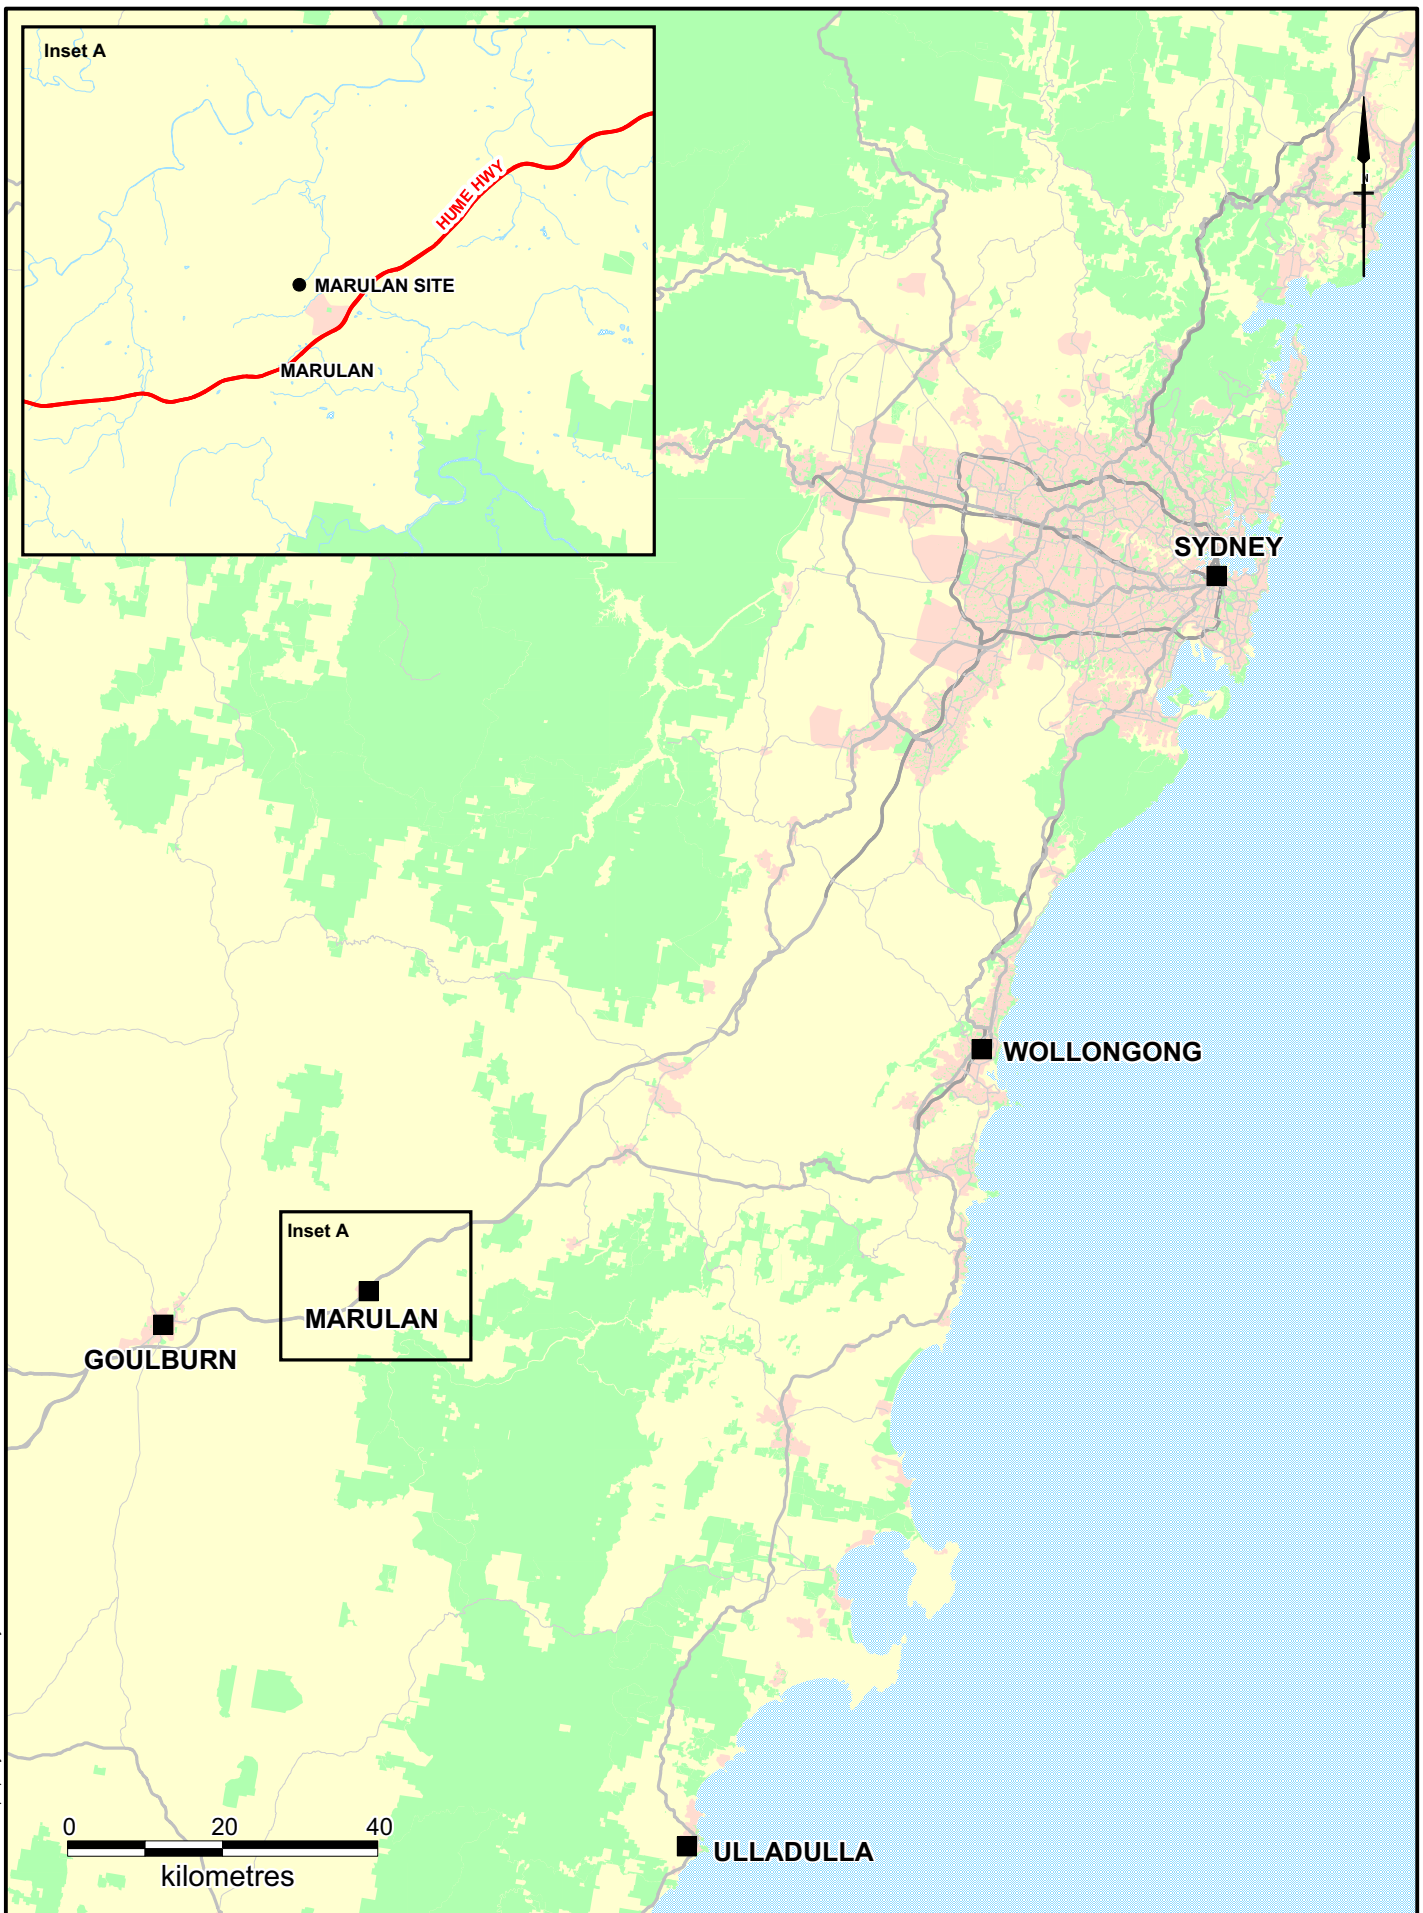 Inset A
HUME HWY
MARULAN SITE
MARULAN
N
SYDNEY
WOLLONGONG
Inset A
MARULAN
GOULBURN
0 20 40
kilometres
ULLADULLA